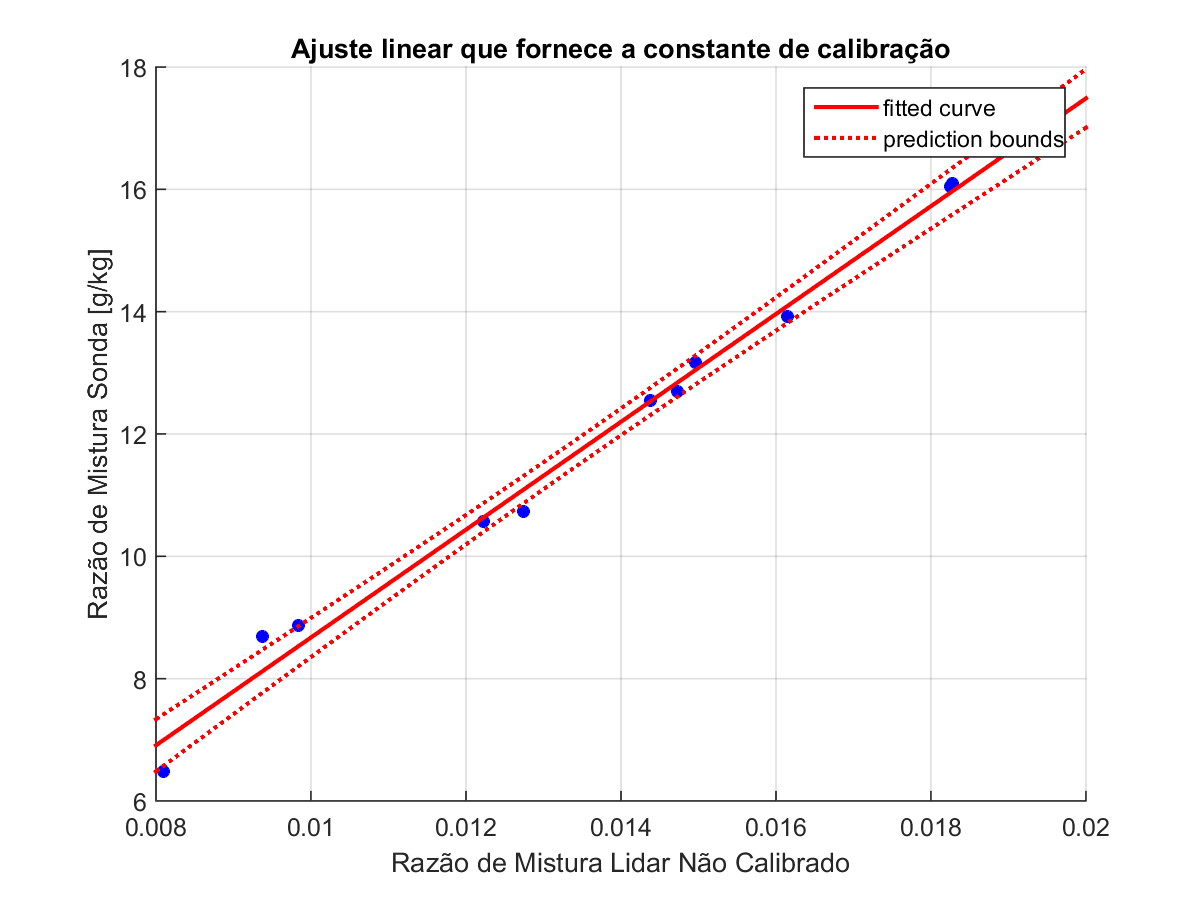 Ajuste linear que fornece a constante de calibração
fitted curve
prediction bounds
18
16
14
12
10
8
6
Razão de Mistura Sonda [g/kg]
0.008
0.01
0.012
0.014
0.016
0.018
0.02
Razão de Mistura Lidar Não Calibrado